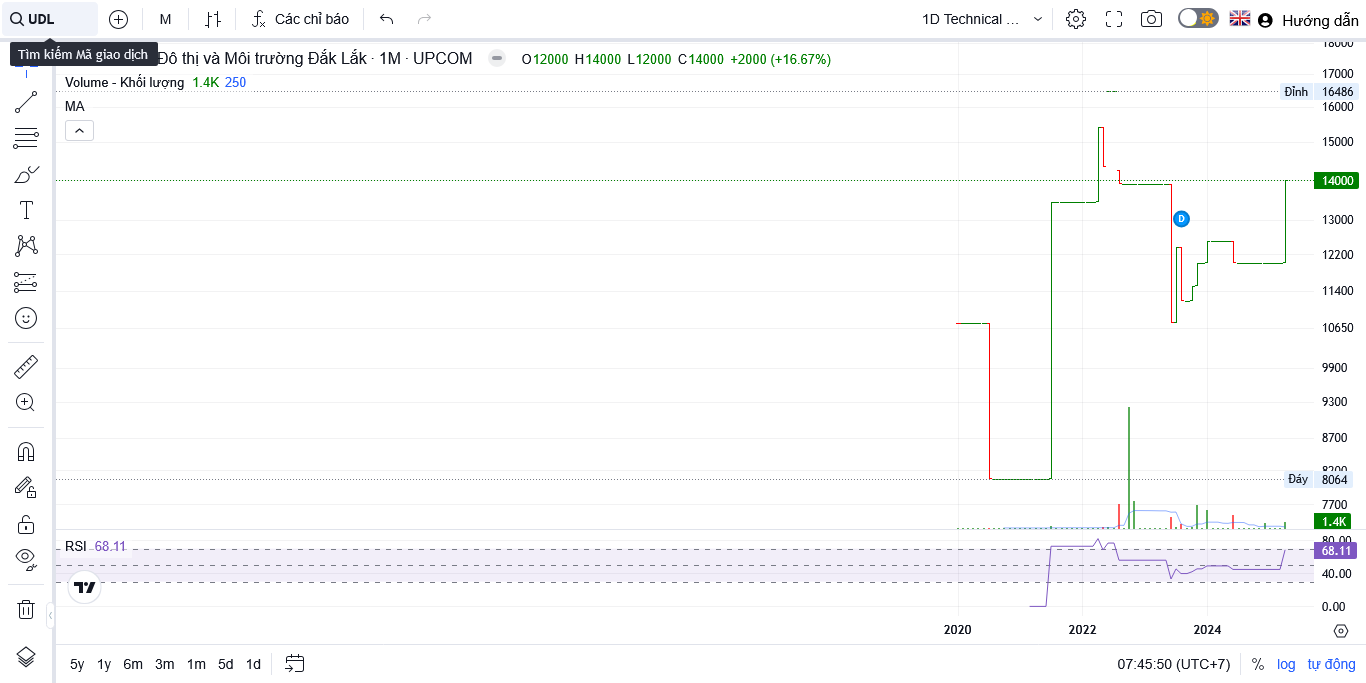 UDL
M
Các chỉ báo
1D Technical ...
Hướng dẫn
Tìm kiếm Mã giao dịch
Đô thị và Môi trường Đắk Lắk · 1M · UPCOM
O12000 H14000 L12000 C14000 +2000 (+16.67%)
Volume - Khối lượng 1.4K 250
MA
18000
17000
Đỉnh 16486
16000
15000
14000
13000
D
12200
11400
10650
9900
9300
8700
8200
Đáy 8064
7700
1.4K
RSI 68.11
80.00
68.11
40.00
0.00
2020 2022 2024
5y 1y 6m 3m 1m 5d 1d
07:45:50 (UTC+7) % log tự động